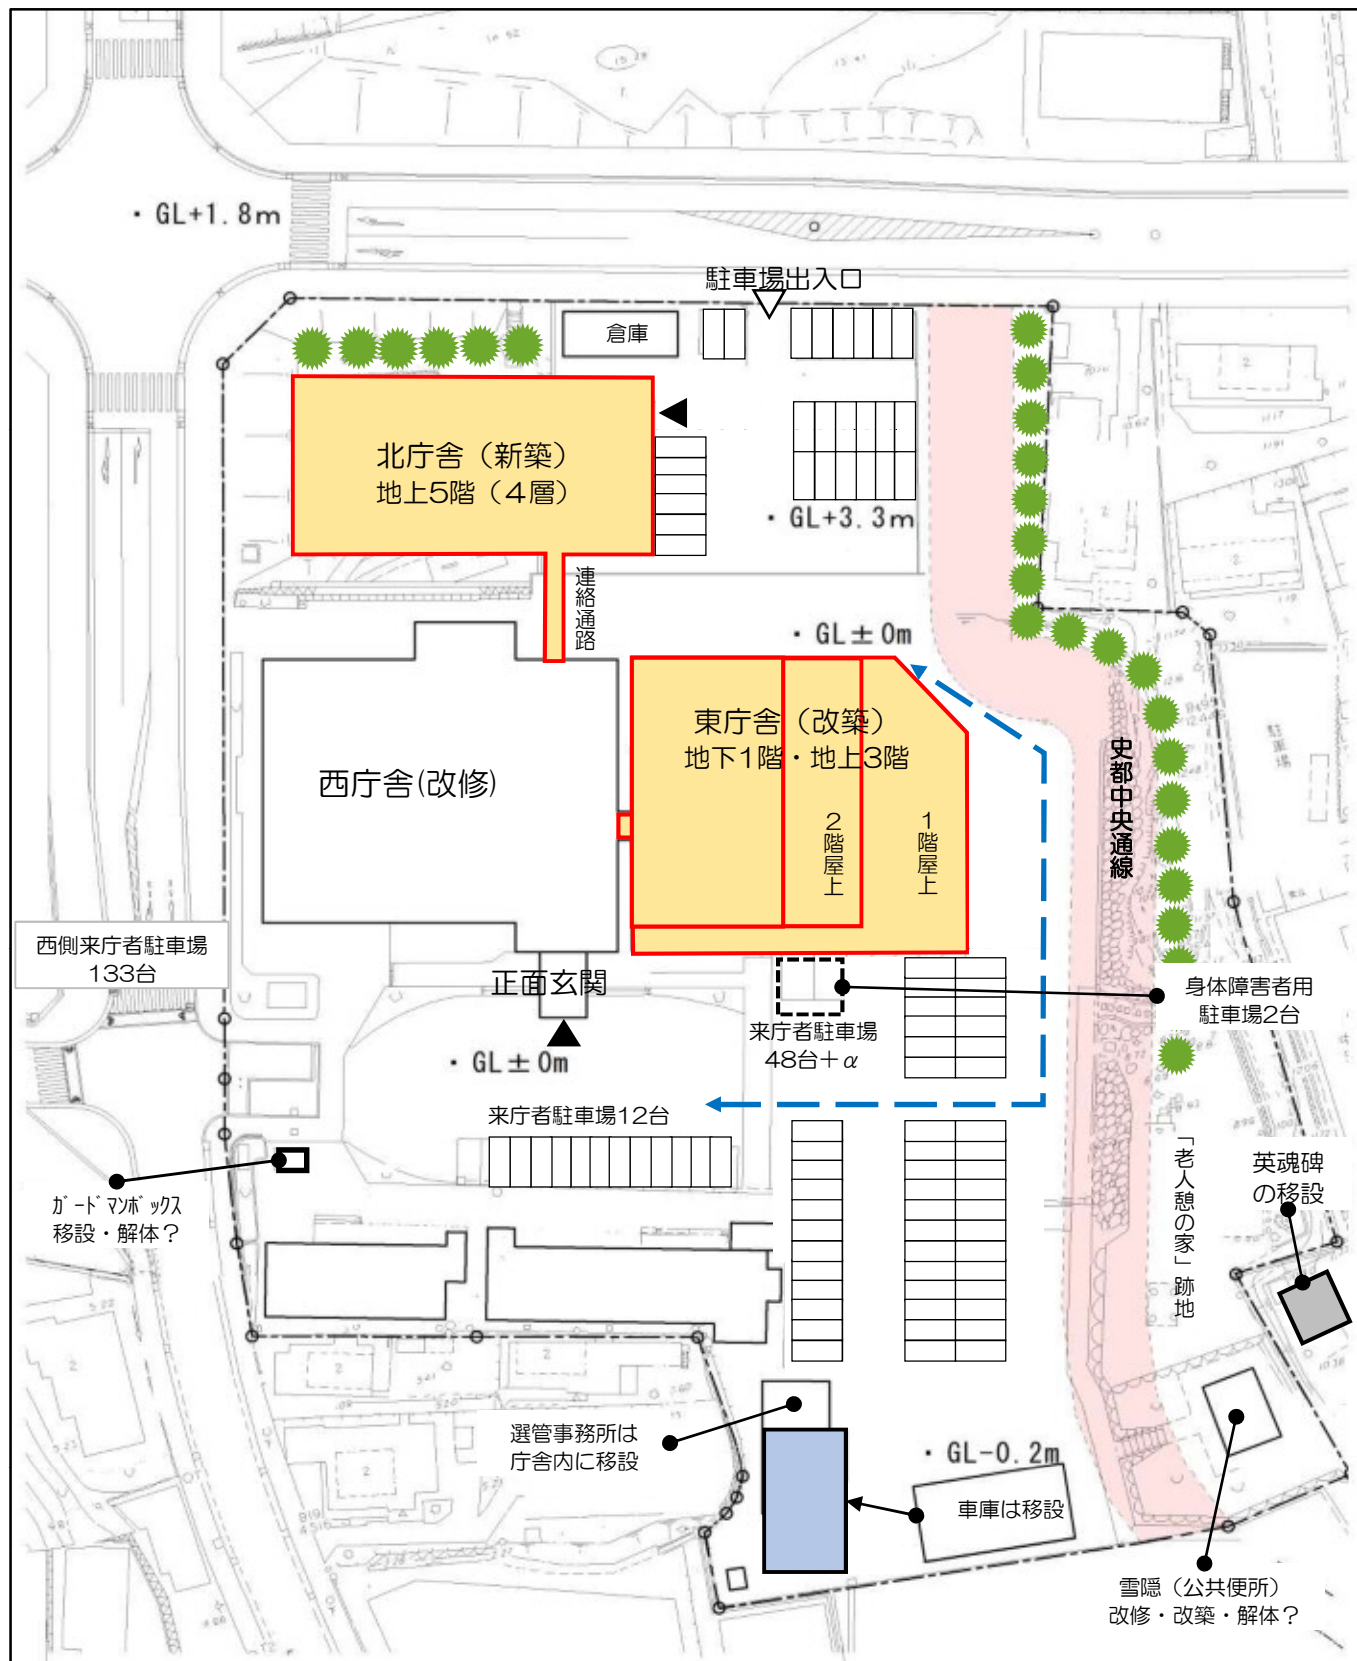 ・GL+1.8m
駐車場出入口
倉庫
北庁舎（新築）
地上5階（4層）
・GL+3.3m
連絡通路
・GL±0m
東庁舎（改築）
地下1階・地上3階
西庁舎(改修)
2階屋上
1階屋上
史都中央通線
駐車場
西側来庁者駐車場
133台
正面玄関
身体障害者用
駐車場2台
来庁者駐車場
48台＋α
・GL±0m
来庁者駐車場12台
ｶﾞｰﾄﾞﾏﾝﾎﾞｯｸｽ
移設・解体？
「老人憩の家」跡地
英魂碑
の移設
選管事務所は
庁舎内に移設
・GL−0.2m
車庫は移設
雪隠（公共便所）
改修・改築・解体？